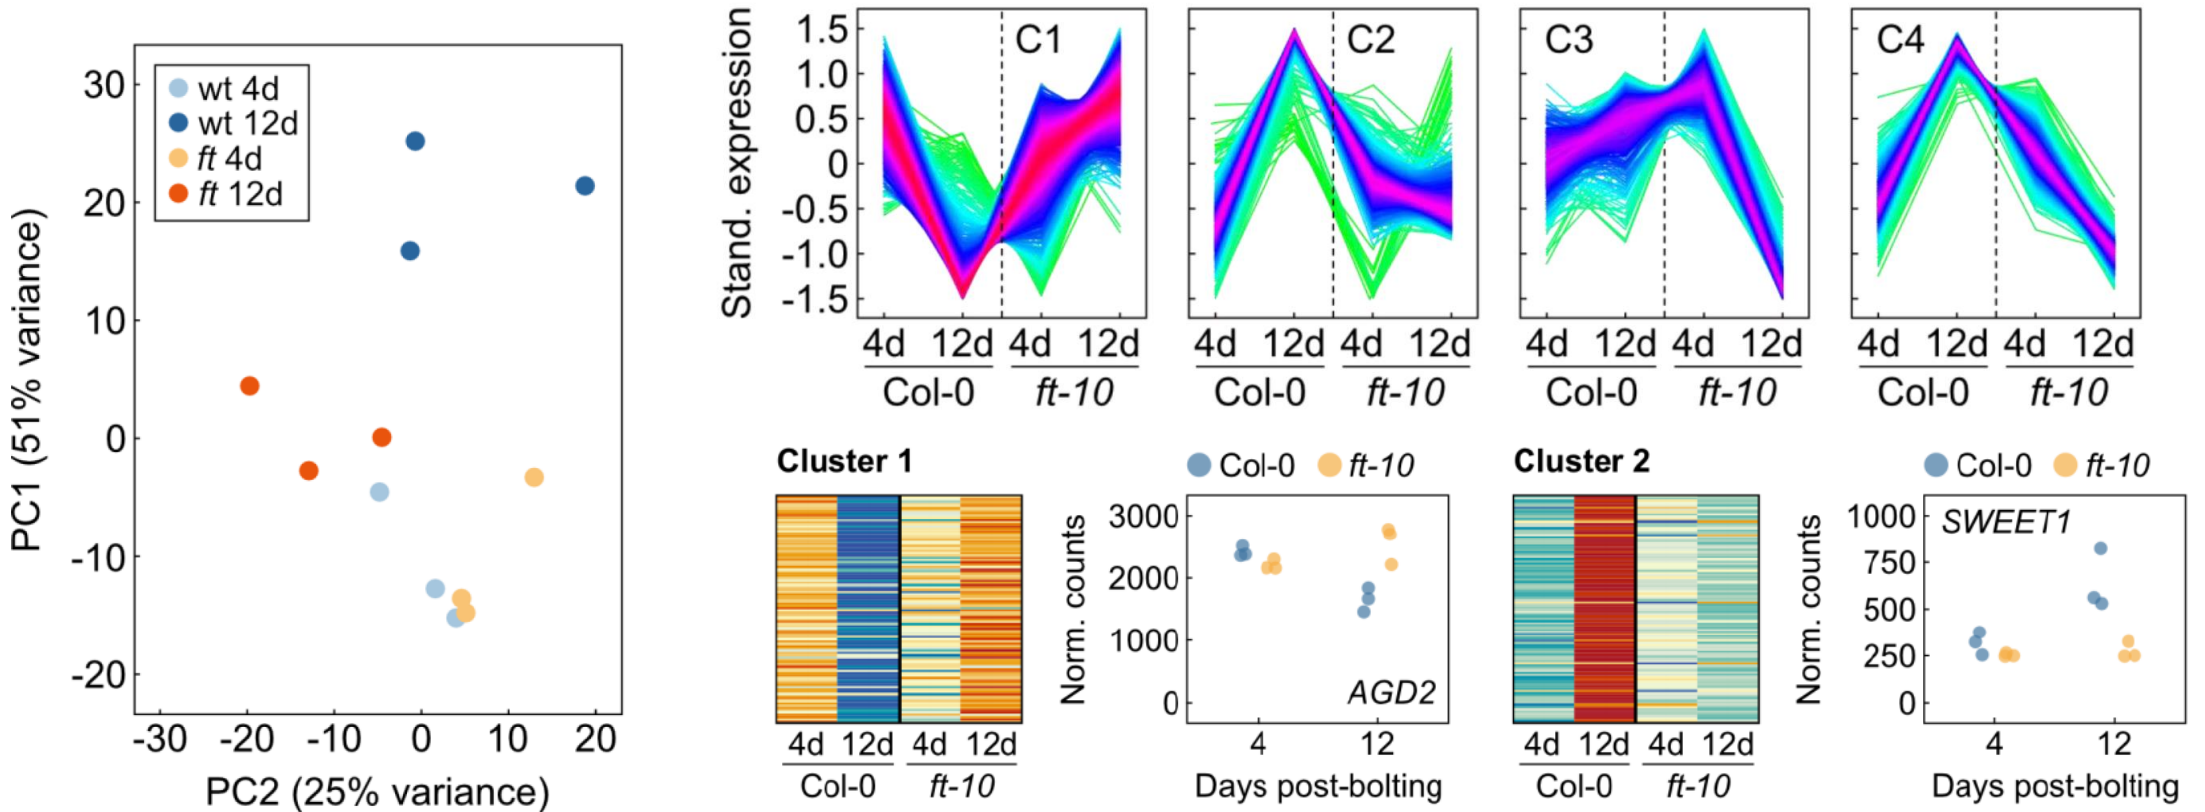 PC1 (51% variance)
30
20
10
0
-10
-20
wt 4d
wt 12d
ft 4d
ft 12d
-30 -20 -10 0 10 20
PC2 (25% variance)
Stand. expression
1.5
1.0
0.5
0
-0.5
-1.0
-1.5
C1
4d 12d 4d 12d
Col-0 ft-10
C2
4d 12d 4d 12d
Col-0 ft-10
C3
4d 12d 4d 12d
Col-0 ft-10
C4
4d 12d 4d 12d
Col-0 ft-10
Cluster 1
4d 12d 4d 12d
Col-0 ft-10
Col-0 ft-10
Norm. counts
3000
2000
1000
0
AGD2
4 12
Days post-bolting
Cluster 2
4d 12d 4d 12d
Col-0 ft-10
Col-0 ft-10
Norm. counts
1000
750
500
250
0
SWEET1
4 12
Days post-bolting